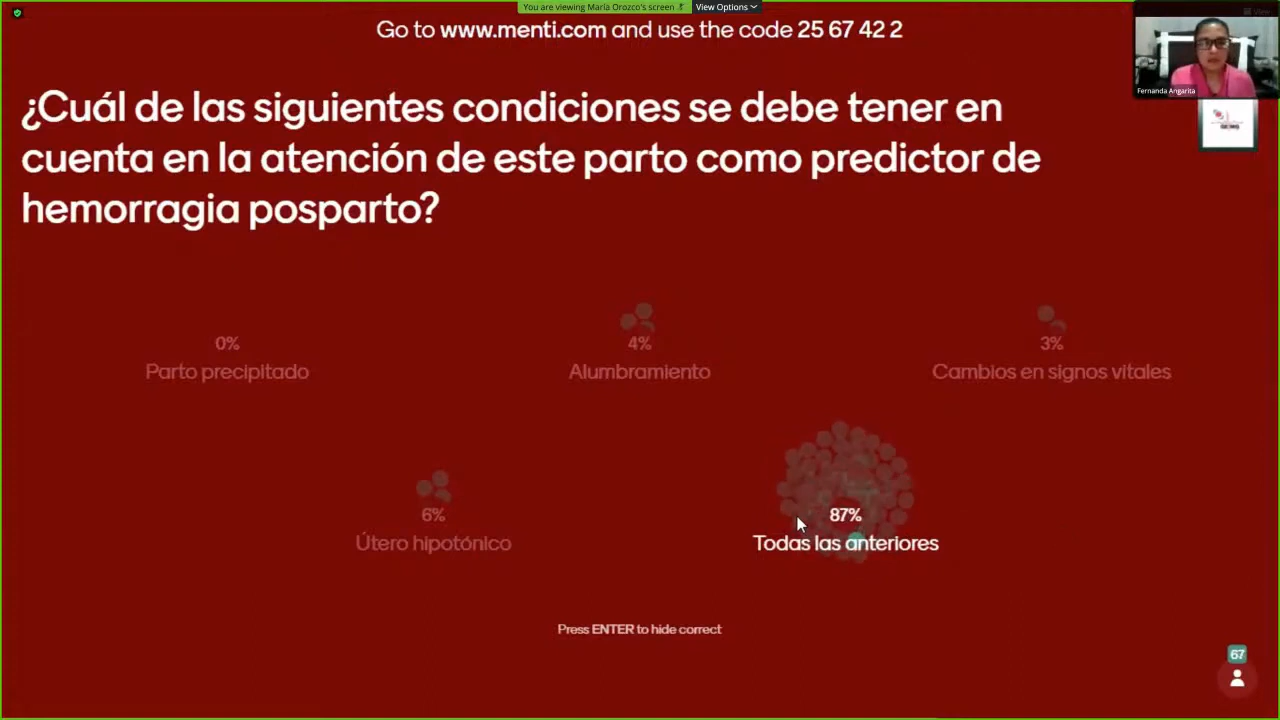 You are viewing María Orozco's screen
View Options
View
Go to www.menti.com and use the code 25 67 42 2
Fernanda Angarita
¿Cuál de las siguientes condiciones se debe tener en
cuenta en la atención de este parto como predictor de
hemorragia posparto?
0%
Parto precipitado
4%
Alumbramiento
3%
Cambios en signos vitales
6%
Útero hipotónico
87%
Todas las anteriores
Press ENTER to hide correct
67